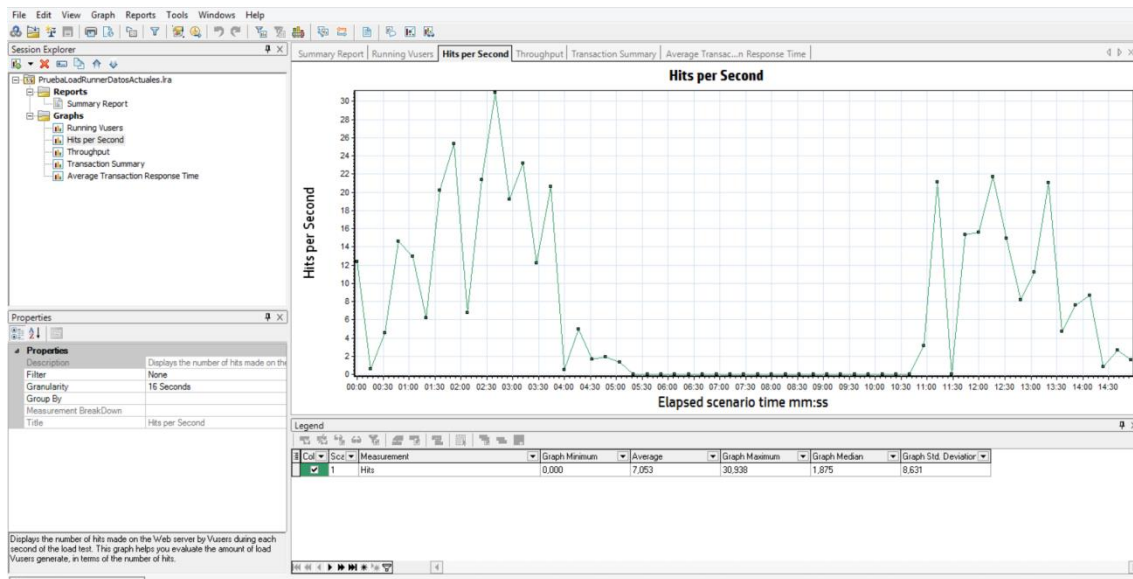 File Edit View Graph Reports Tools Windows Help
Session Explorer
PruebaLoadRunnerDatosActuales.lra
Reports
Summary Report
Graphs
Running Vusers
Hits per Second
Throughput
Transaction Summary
Average Transaction Response Time
Properties
Properties
Description Displays the number of hits made on the
Filter None
Granularity 16 Seconds
Group By
Measurement BreakDown
Title Hits per Second
Displays the number of hits made on the Web server by Vusers during each
second of the load test. This graph helps you evaluate the amount of load
Vusers generate, in terms of the number of hits.
Summary Report Running Vusers Hits per Second Throughput Transaction Summary Average Transac...n Response Time
Hits per Second
Hits per Second
30
28
26
24
22
20
18
16
14
12
10
8
6
4
2
0
00:00 00:30 01:00 01:30 02:00 02:30 03:00 03:30 04:00 04:30 05:00 05:30 06:00 06:30 07:00 07:30 08:00 08:30 09:00 09:30 10:00 10:30 11:00 11:30 12:00 12:30 13:00 13:30 14:00 14:30
Elapsed scenario time mm:ss
Legend
Col Sca Measurement Graph Minimum Average Graph Maximum Graph Median Graph Std. Deviation
1 Hits 0,000 7,053 30,938 1,875 8,631